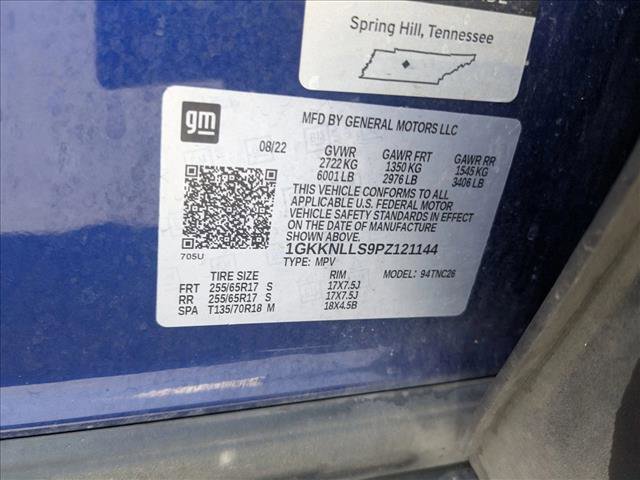 Spring Hill, Tennessee
gm
MFD BY GENERAL MOTORS LLC
08/22 GVWR GAWR FRT GAWR RR
2722 KG 1350 KG 1545 KG
6001 LB 2976 LB 3406 LB
THIS VEHICLE CONFORMS TO ALL
APPLICABLE U.S. FEDERAL MOTOR
VEHICLE SAFETY STANDARDS IN EFFECT
ON THE DATE OF MANUFACTURE
SHOWN ABOVE.
705U
1GKKNLLS9PZ121144
TYPE: MPV MODEL: 94TNC26
TIRE SIZE RIM
FRT 255/65R17 S 17X7.5J
RR 255/65R17 S 17X7.5J
SPA T135/70R18 M 18X4.5B